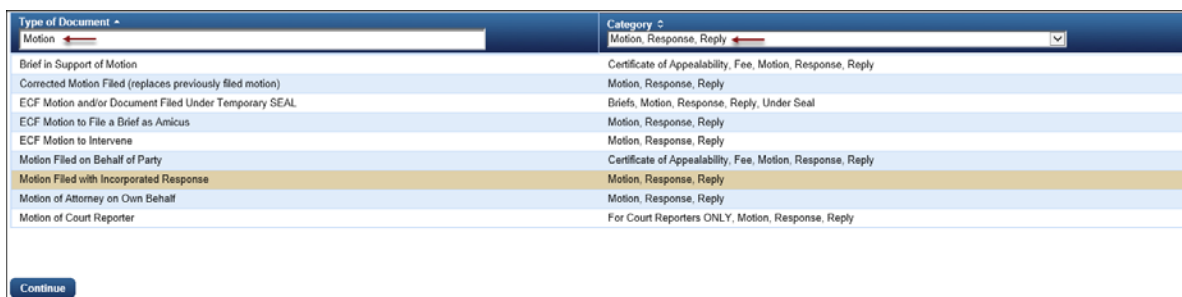 Type of Document Category
Motion Motion, Response, Reply
Brief in Support of Motion Certificate of Appealability, Fee, Motion, Response, Reply
Corrected Motion Filed (replaces previously filed motion) Motion, Response, Reply
ECF Motion and/or Document Filed Under Temporary SEAL Briefs, Motion, Response, Reply, Under Seal
ECF Motion to File a Brief as Amicus Motion, Response, Reply
ECF Motion to Intervene Motion, Response, Reply
Motion Filed on Behalf of Party Certificate of Appealability, Fee, Motion, Response, Reply
Motion Filed with Incorporated Response Motion, Response, Reply
Motion of Attorney on Own Behalf Motion, Response, Reply
Motion of Court Reporter For Court Reporters ONLY, Motion, Response, Reply
Continue